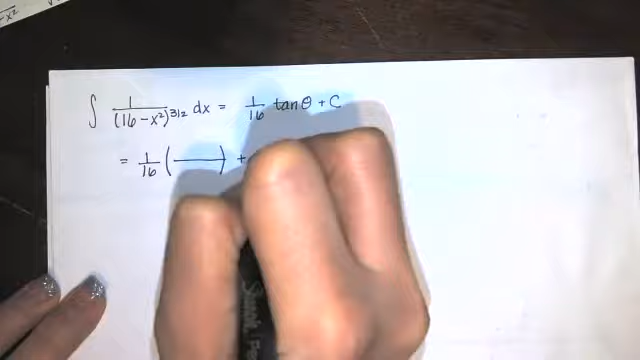 ∫ 1/(16-x²)^3/2 dx = 1/16 tanθ + C
= 1/16 (——) +